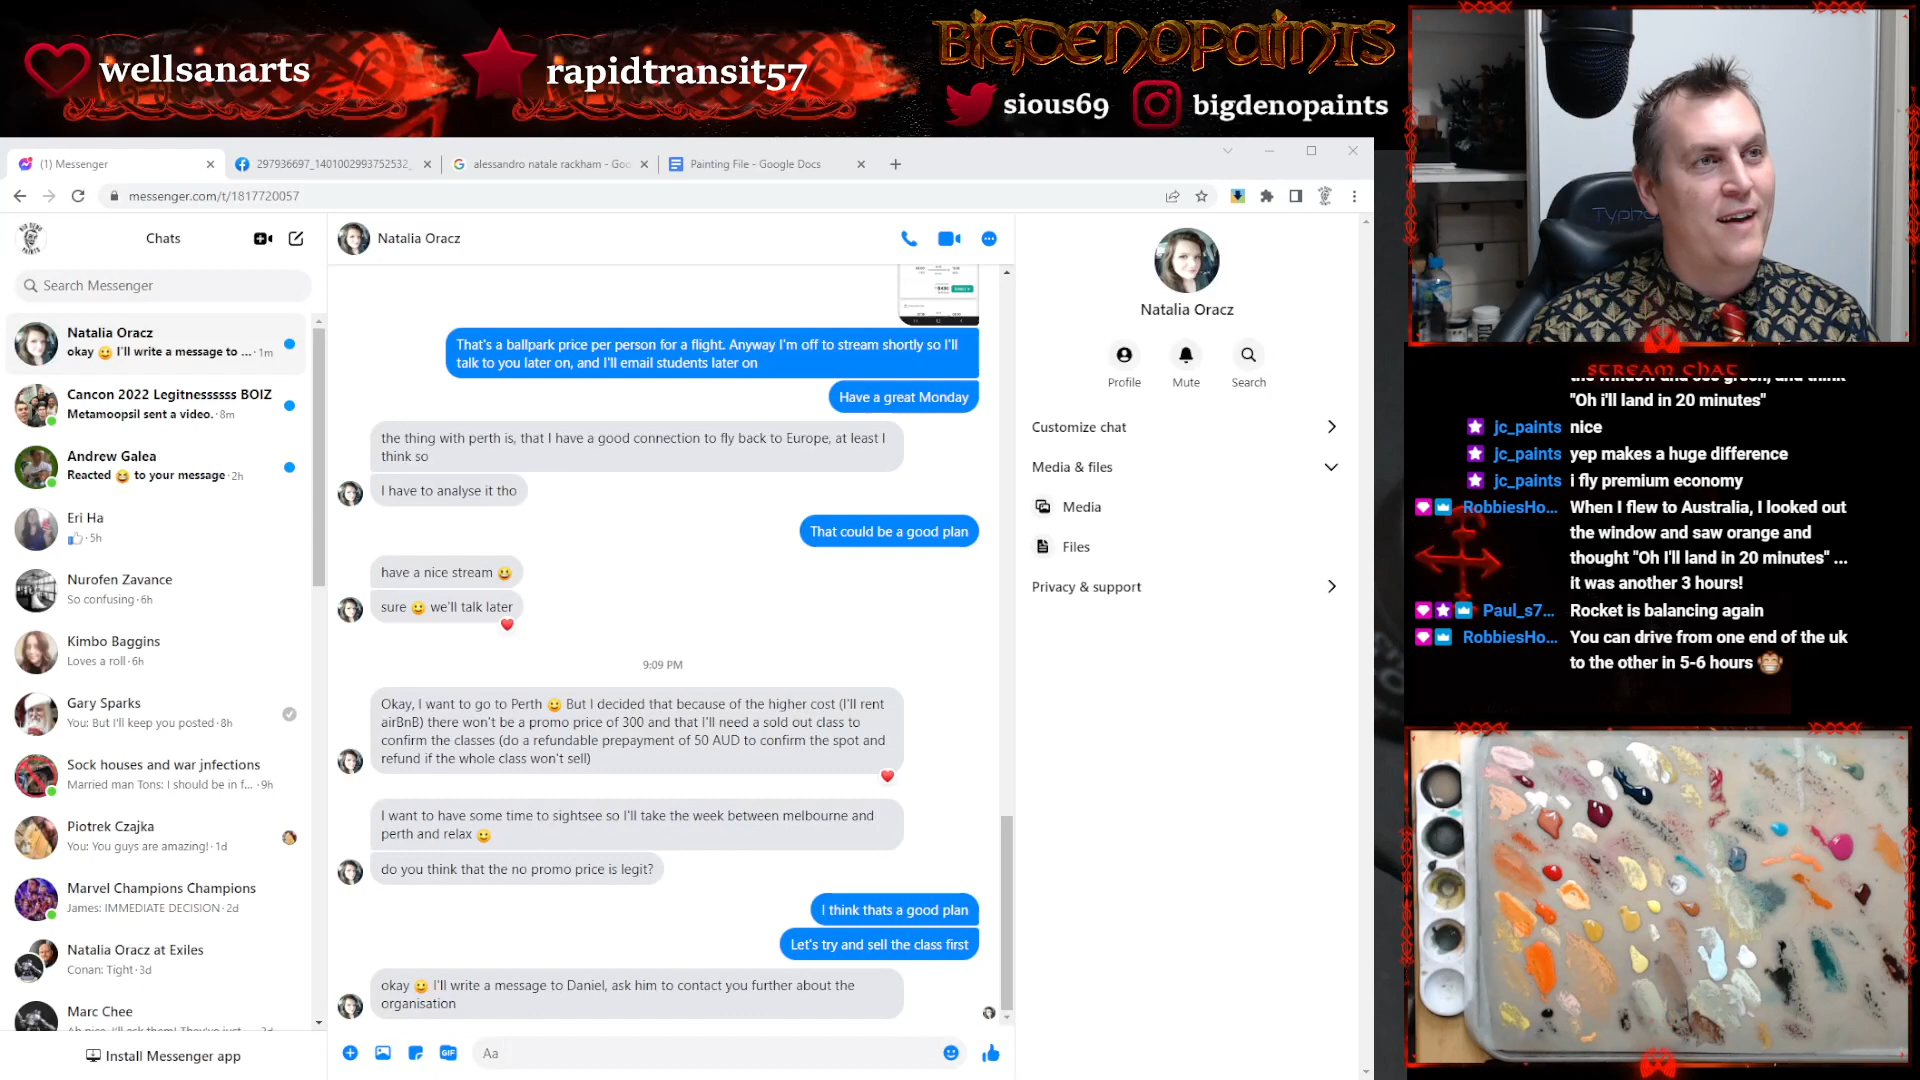 wellsanarts
rapidtransit57
BIGDENOPAINTS
sious69
bigdenopaints
(1) Messenger
297936697_1401002993752532_
alessandro natale rackham - Goo
Painting File - Google Docs
messenger.com/t/1817720057
Chats
Search Messenger
Natalia Oracz
okay 😀 I'll write a message to ... · 1m
Cancon 2022 Legitnesssss BOIZ
Metamoopsil sent a video. · 8m
Andrew Galea
Reacted 😆 to your message · 2h
Eri Ha
👍 · 5h
Nurofen Zavance
So confusing · 6h
Kimbo Baggins
Loves a roll · 6h
Gary Sparks
You: But I'll keep you posted · 8h
Sock houses and war jnfections
Married man Tons: I should be in f... · 9h
Piotrek Czajka
You: You guys are amazing! · 1d
Marvel Champions Champions
James: IMMEDIATE DECISION · 2d
Natalia Oracz at Exiles
Conan: Tight · 3d
Marc Chee
Install Messenger app
Natalia Oracz
That's a ballpark price per person for a flight. Anyway I'm off to stream shortly so I'll
talk to you later on, and I'll email students later on
Have a great Monday
the thing with perth is, that I have a good connection to fly back to Europe, at least I
think so
I have to analyse it tho
That could be a good plan
have a nice stream 😀
sure 😀 we'll talk later
9:09 PM
Okay, I want to go to Perth 😀 But I decided that because of the higher cost (I'll rent
airBnB) there won't be a promo price of 300 and that I'll need a sold out class to
confirm the classes (do a refundable prepayment of 50 AUD to confirm the spot and
refund if the whole class won't sell)
I want to have some time to sightsee so I'll take the week between melbourne and
perth and relax 😀
do you think that the no promo price is legit?
I think thats a good plan
Let's try and sell the class first
okay 😀 I'll write a message to Daniel, ask him to contact you further about the
organisation
GIF
Aa
Natalia Oracz
Profile
Mute
Search
Customize chat
Media & files
Media
Files
Privacy & support
STREAM CHAT
the window and see green, and think
"Oh i'll land in 20 minutes"
jc_paints nice
jc_paints yep makes a huge difference
jc_paints i fly premium economy
RobbiesHo... When I flew to Australia, I looked out
the window and saw orange and
thought "Oh I'll land in 20 minutes" ...
it was another 3 hours!
Paul_s7... Rocket is balancing again
RobbiesHo... You can drive from one end of the uk
to the other in 5-6 hours 🐵